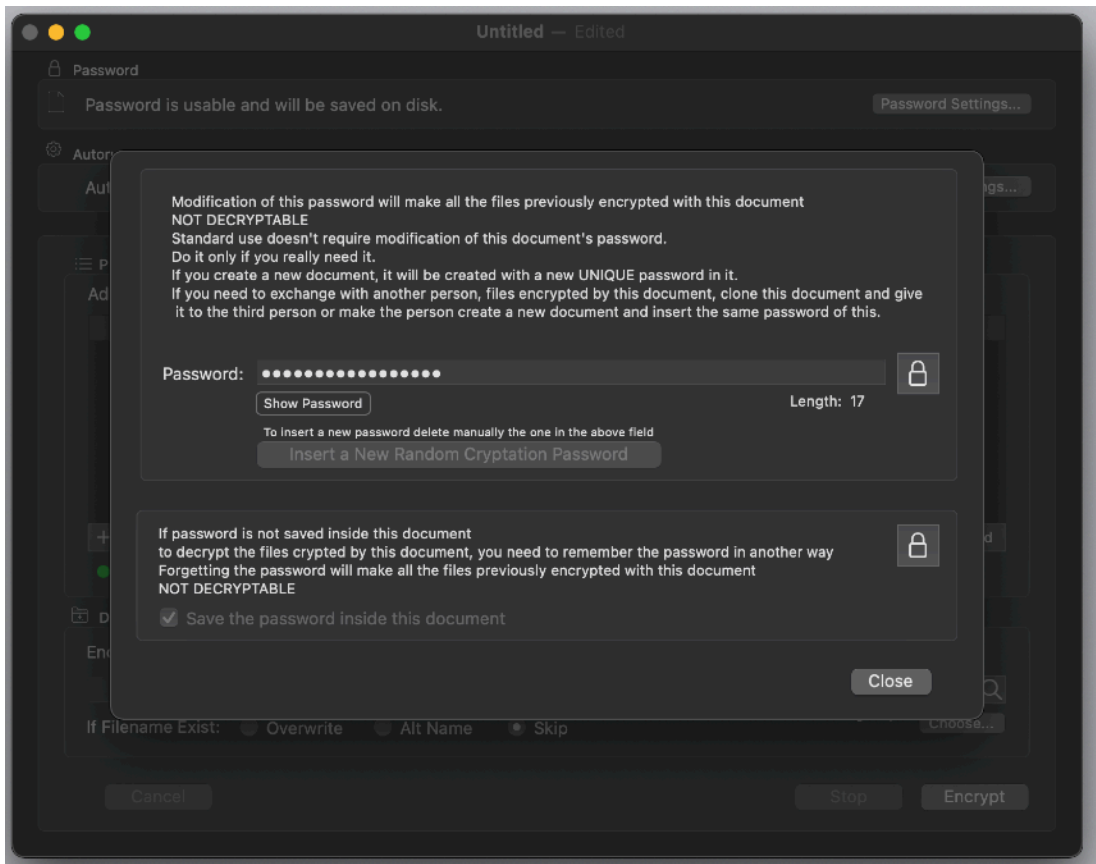 Untitled — Edited
Password
Password is usable and will be saved on disk.
Password Settings...
Modification of this password will make all the files previously encrypted with this document
NOT DECRYPTABLE
Standard use doesn't require modification of this document's password.
Do it only if you really need it.
If you create a new document, it will be created with a new UNIQUE password in it.
If you need to exchange with another person, files encrypted by this document, clone this document and give
it to the third person or make the person create a new document and insert the same password of this.
Password:
Show Password
Length: 17
To insert a new password delete manually the one in the above field
Insert a New Random Cryptation Password
If password is not saved inside this document
to decrypt the files crypted by this document, you need to remember the password in another way
Forgetting the password will make all the files previously encrypted with this document
NOT DECRYPTABLE
Save the password inside this document
Close
If Filename Exist: Overwrite Alt Name Skip
Choose...
Cancel
Stop
Encrypt